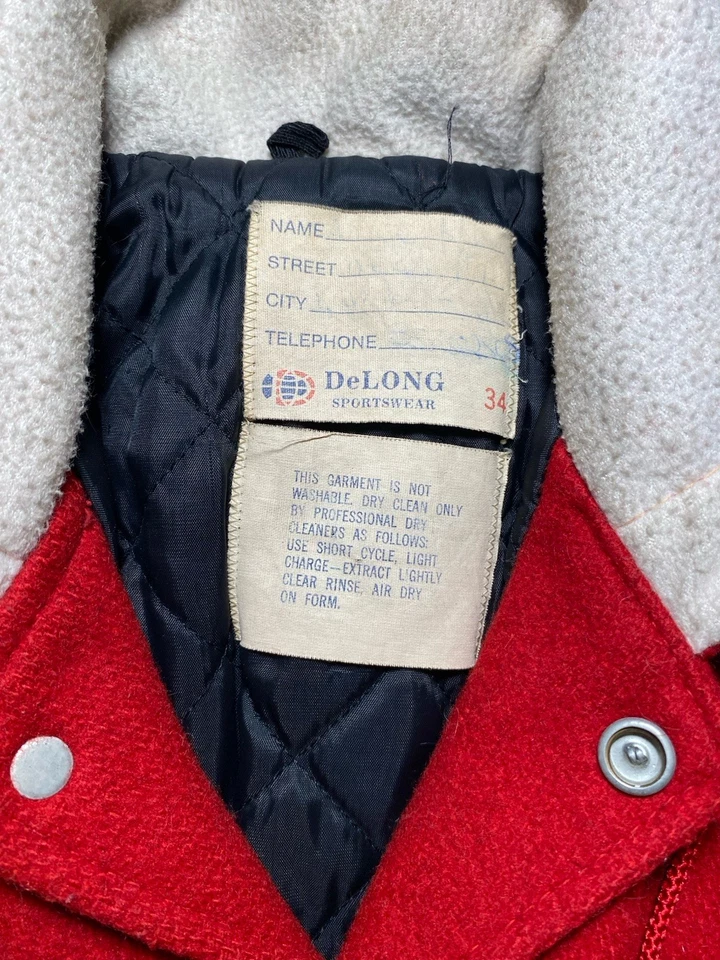 NAME
STREET
CITY
TELEPHONE
DeLONG
SPORTSWEAR 34
THIS GARMENT IS NOT
WASHABLE. DRY CLEAN ONLY
BY PROFESSIONAL DRY
CLEANERS AS FOLLOWS:
USE SHORT CYCLE, LIGHT
CHARGE—EXTRACT LIGHTLY
CLEAR RINSE, AIR DRY
ON FORM.